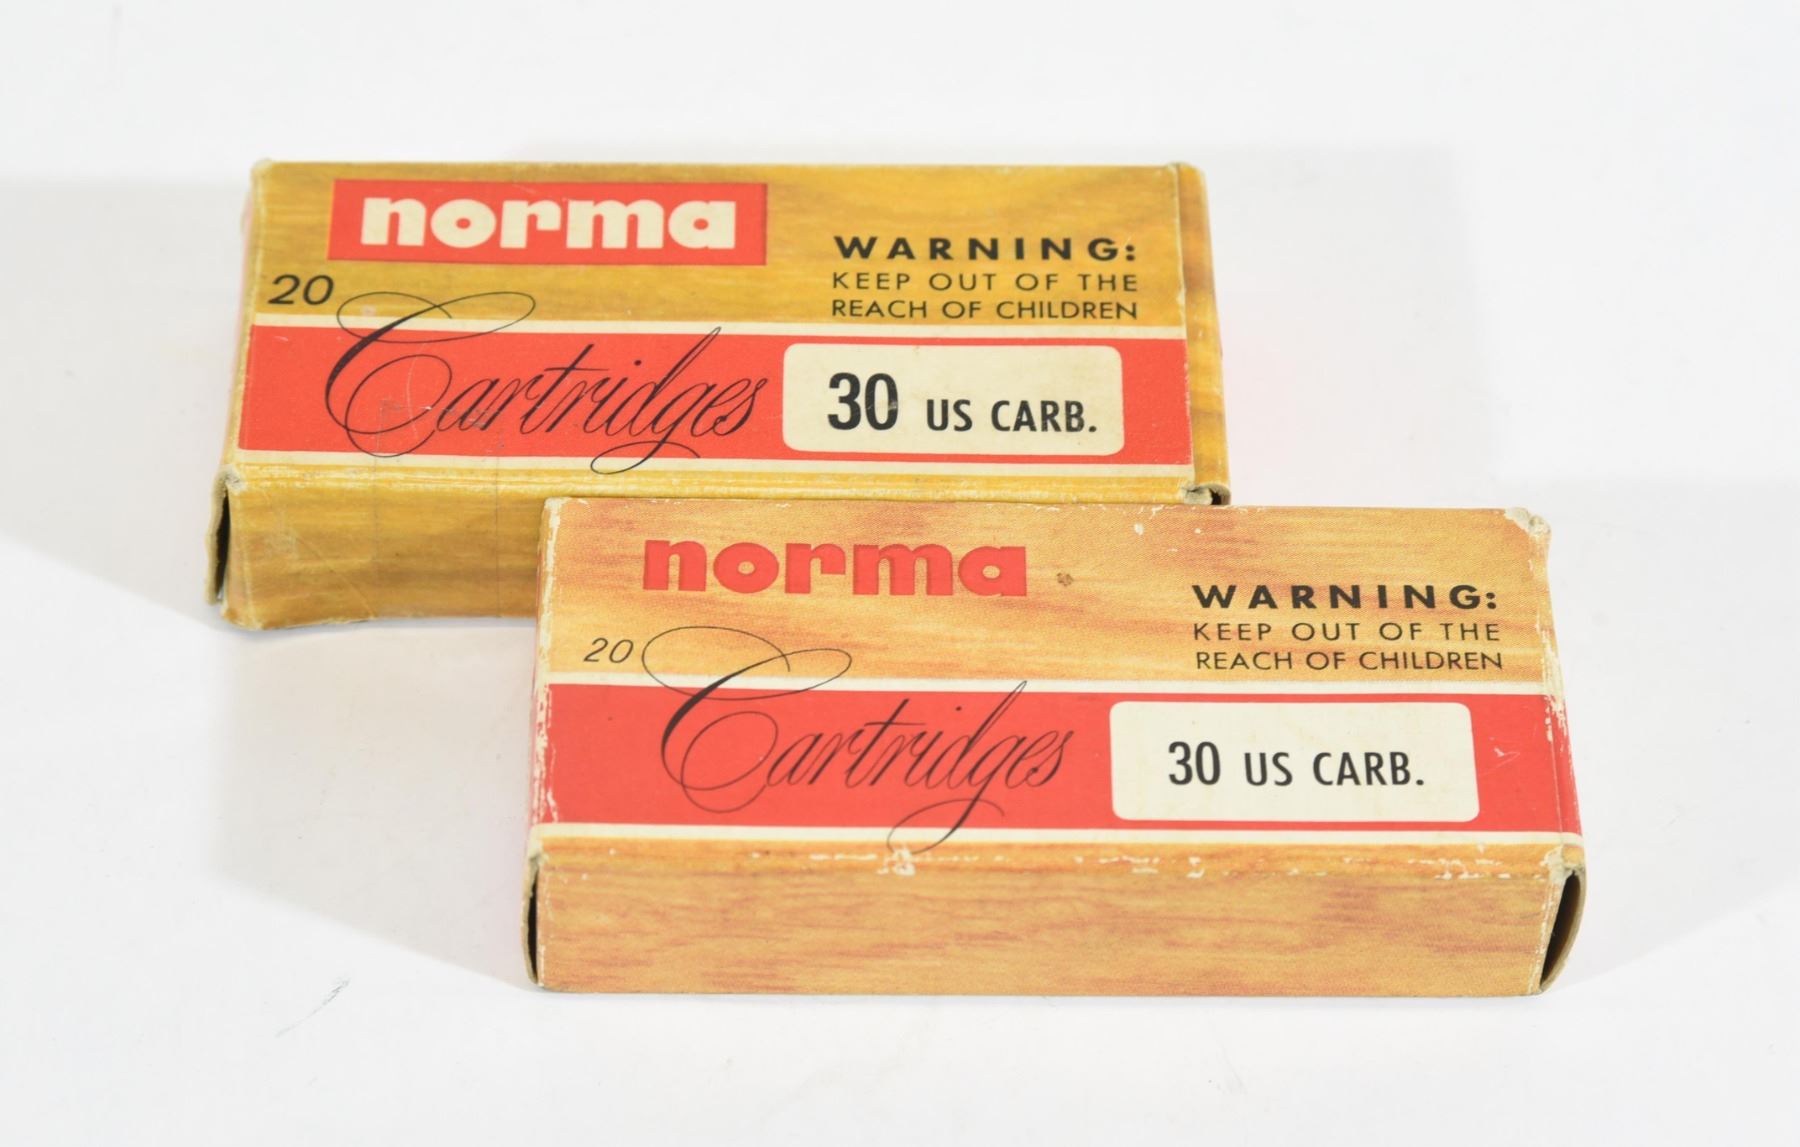 norma
WARNING:
KEEP OUT OF THE
REACH OF CHILDREN
20
Cartridges
30 US CARB.
norma
WARNING:
KEEP OUT OF THE
REACH OF CHILDREN
20
Cartridges
30 US CARB.